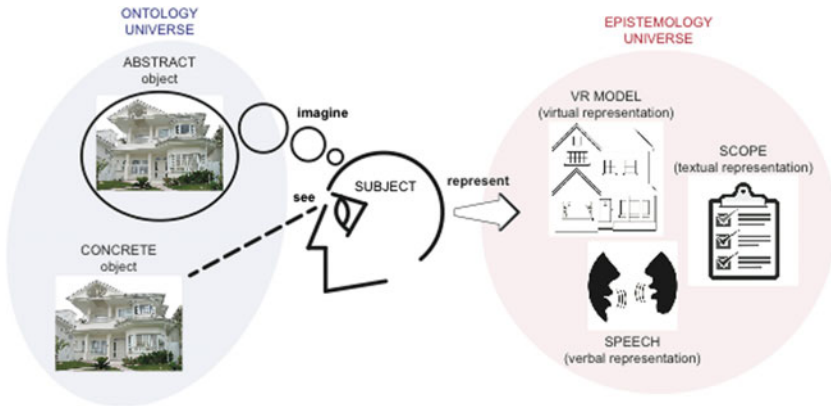 ONTOLOGY
UNIVERSE
ABSTRACT
object
imagine
see
SUBJECT
CONCRETE
object
represent
EPISTEMOLOGY
UNIVERSE
VR MODEL
(virtual representation)
SCOPE
(textual representation)
SPEECH
(verbal representation)